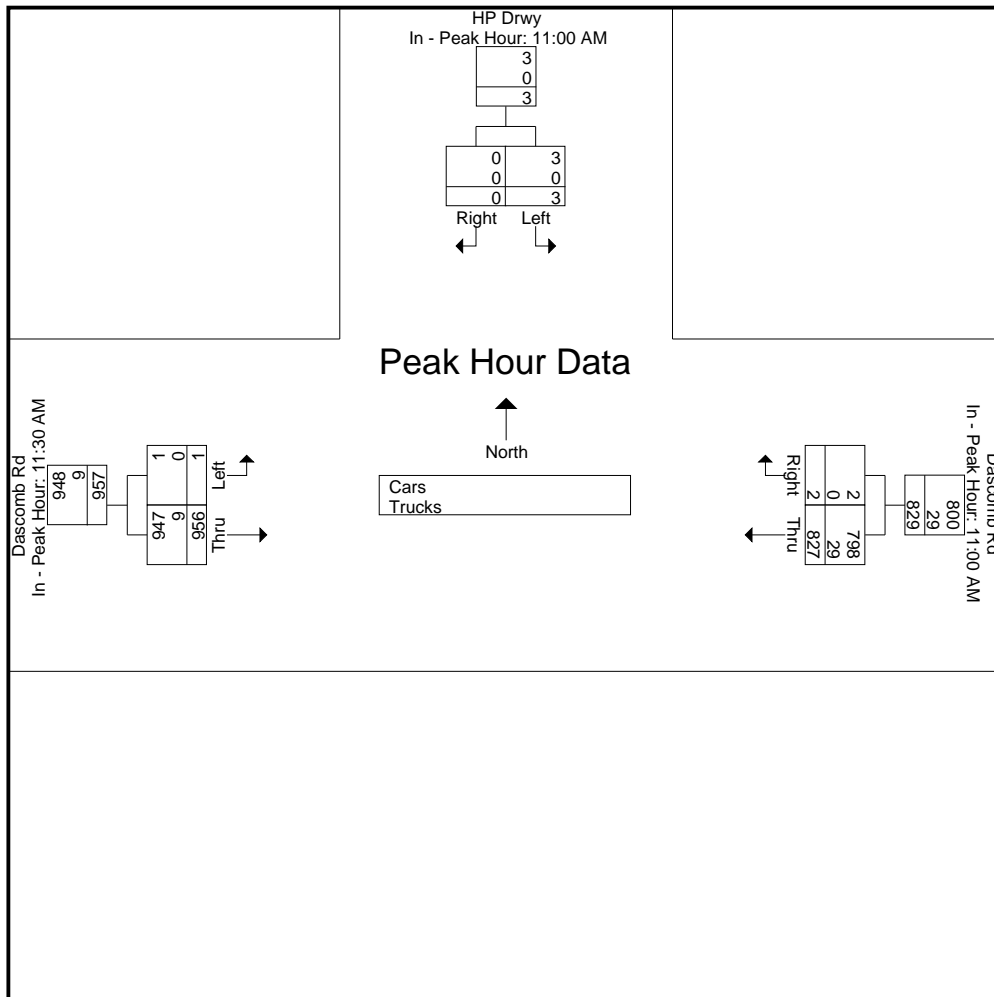 HP Drwy
In - Peak Hour: 11:00 AM
3
0
3
0 3
0 0
0 3
Right Left
Peak Hour Data
North
Cars
Trucks
Dascomb Rd
In - Peak Hour: 11:30 AM
948
9
957
1 947
0 9
1 956
Left Thru
Dascomb Rd
In - Peak Hour: 11:00 AM
800
29
829
2 798
0 29
2 827
Right Thru